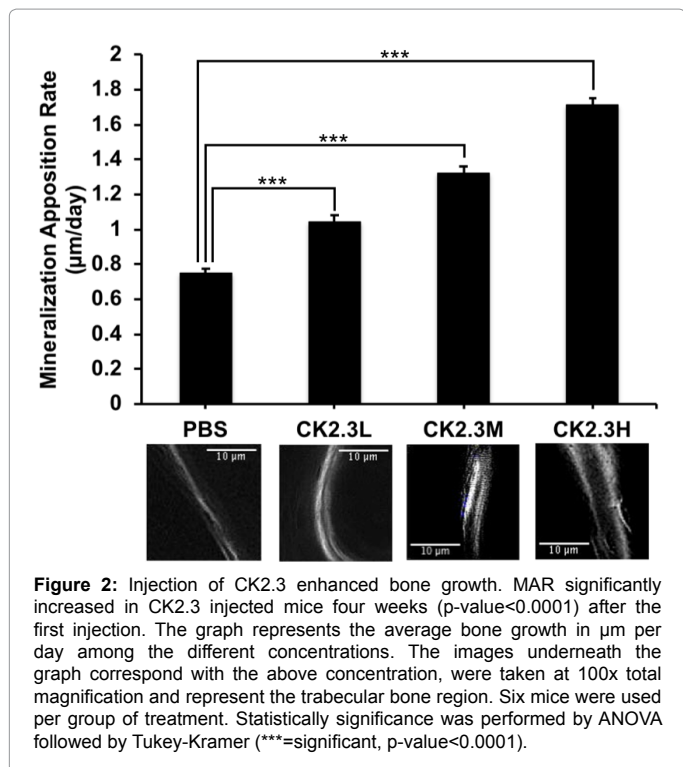 2
***
1.8
1.6
***
1.4
***
1.2
1
0.8
0.6
0.4
0.2
0
Mineralization Apposition Rate
(µm/day)
PBS CK2.3L CK2.3M CK2.3H
10 µm 10 µm 10 µm 10 µm
Figure 2: Injection of CK2.3 enhanced bone growth. MAR significantly
increased in CK2.3 injected mice four weeks (p-value<0.0001) after the
first injection. The graph represents the average bone growth in µm per
day among the different concentrations. The images underneath the
graph correspond with the above concentration, were taken at 100x total
magnification and represent the trabecular bone region. Six mice were used
per group of treatment. Statistically significance was performed by ANOVA
followed by Tukey-Kramer (***=significant, p-value<0.0001).